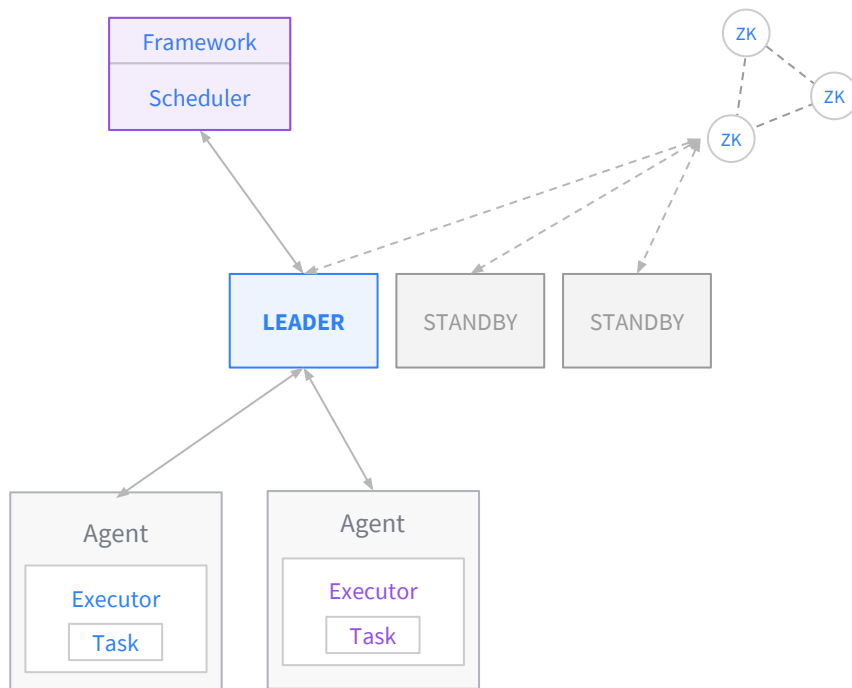 Framework
Scheduler
ZK
ZK
ZK
LEADER
STANDBY
STANDBY
Agent
Executor
Task
Agent
Executor
Task